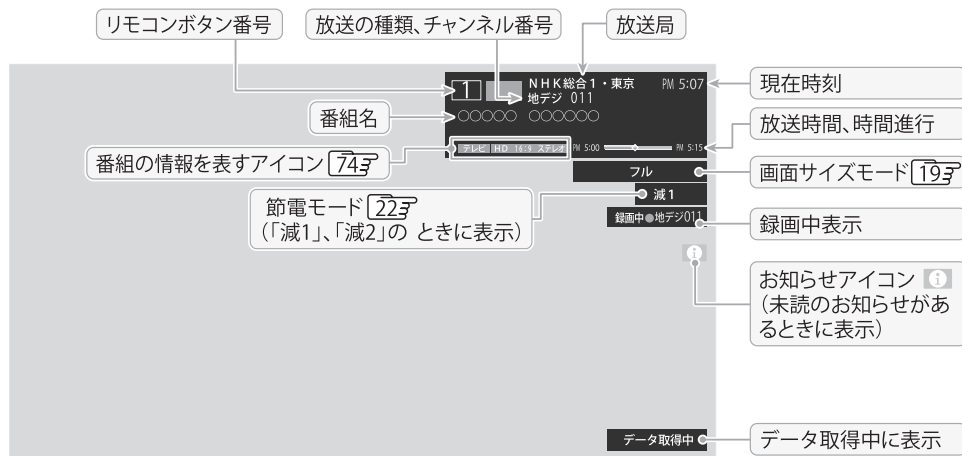 リモコンボタン番号
放送の種類、チャンネル番号
放送局
1
NHK総合1・東京
PM 5:07
地デジ 011
現在時刻
番組名
○○○○○ ○○○○○○
放送時間、時間進行
テレビ HD 16:9 ステレオ PM 5:00 PM 5:15
番組の情報を表すアイコン 74
フル
画面サイズモード 19
減1
節電モード 22
(「減1」、「減2」の ときに表示)
録画中●地デジ011
録画中表示
お知らせアイコン
(未読のお知らせがあ
るときに表示)
データ取得中
データ取得中に表示